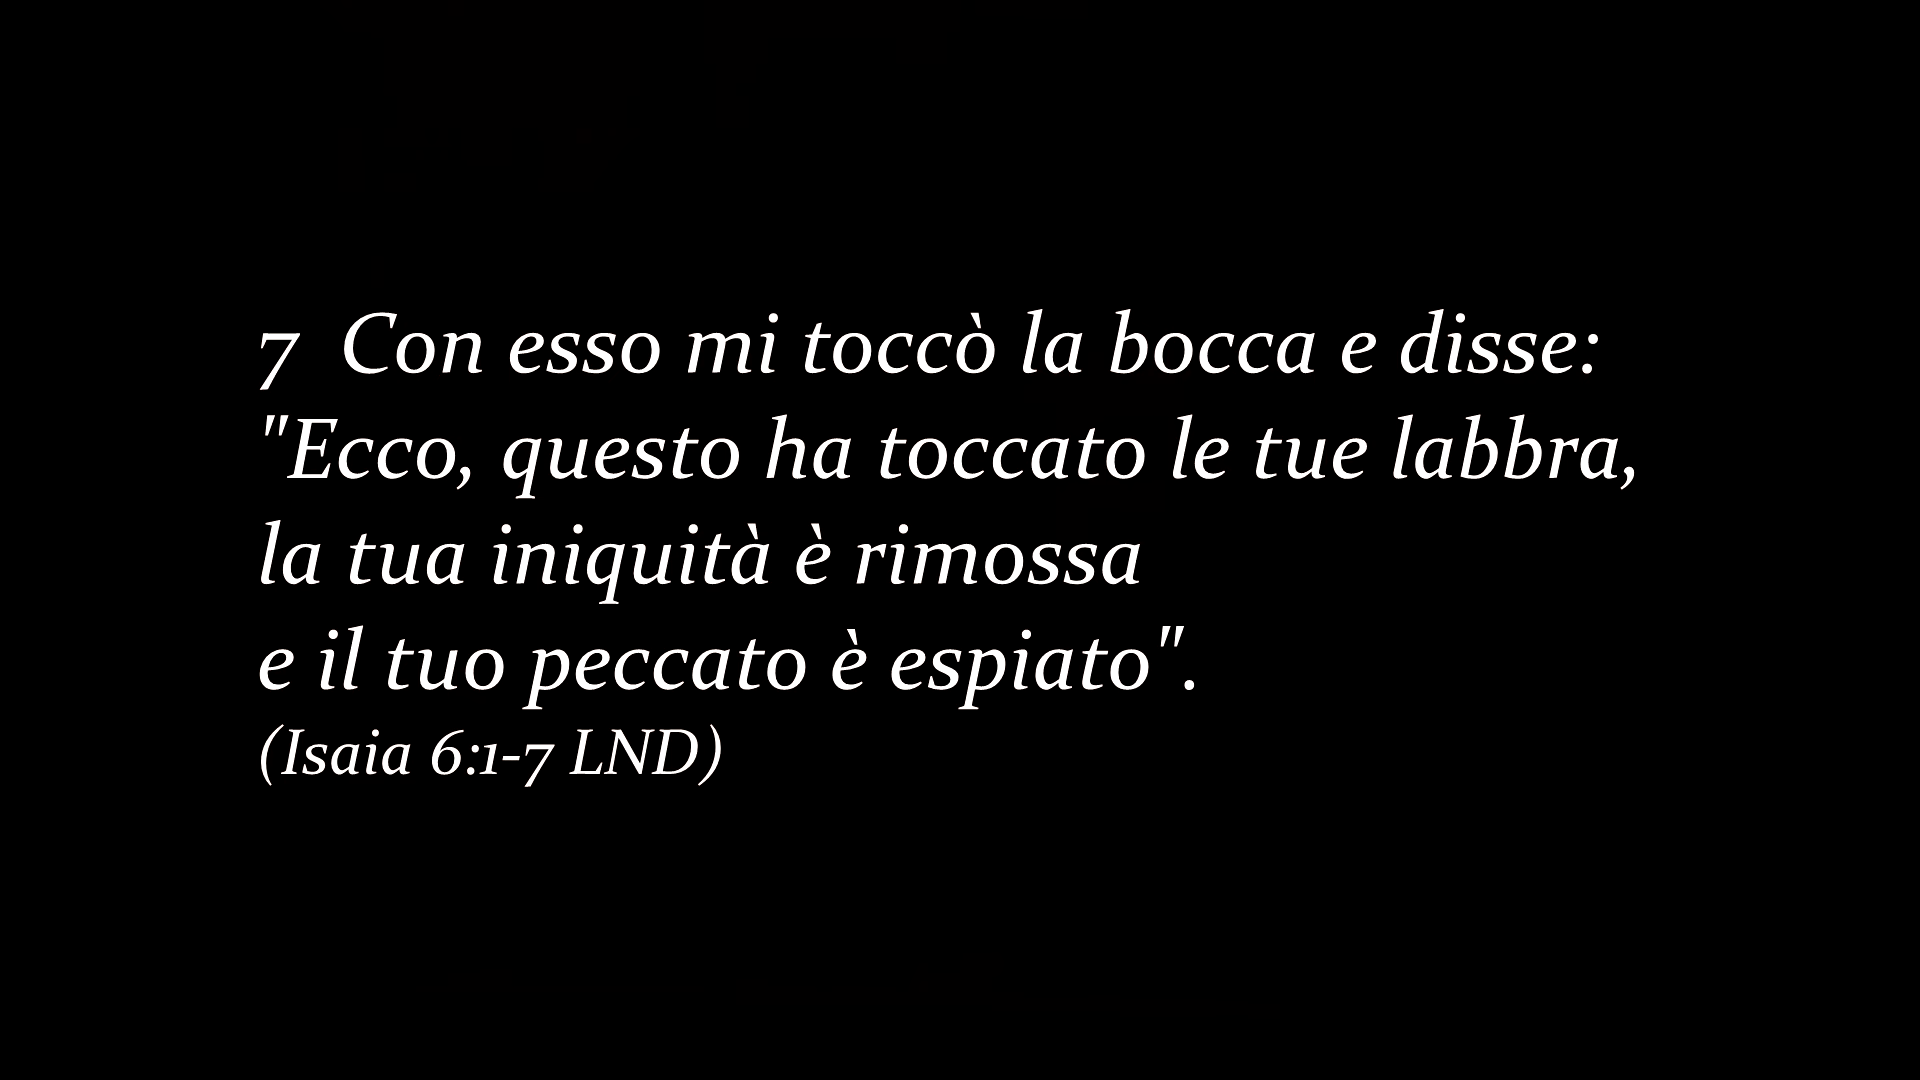 7 Con esso mi toccò la bocca e disse:
"Ecco, questo ha toccato le tue labbra,
la tua iniquità è rimossa
e il tuo peccato è espiato".
(Isaia 6:1-7 LND)